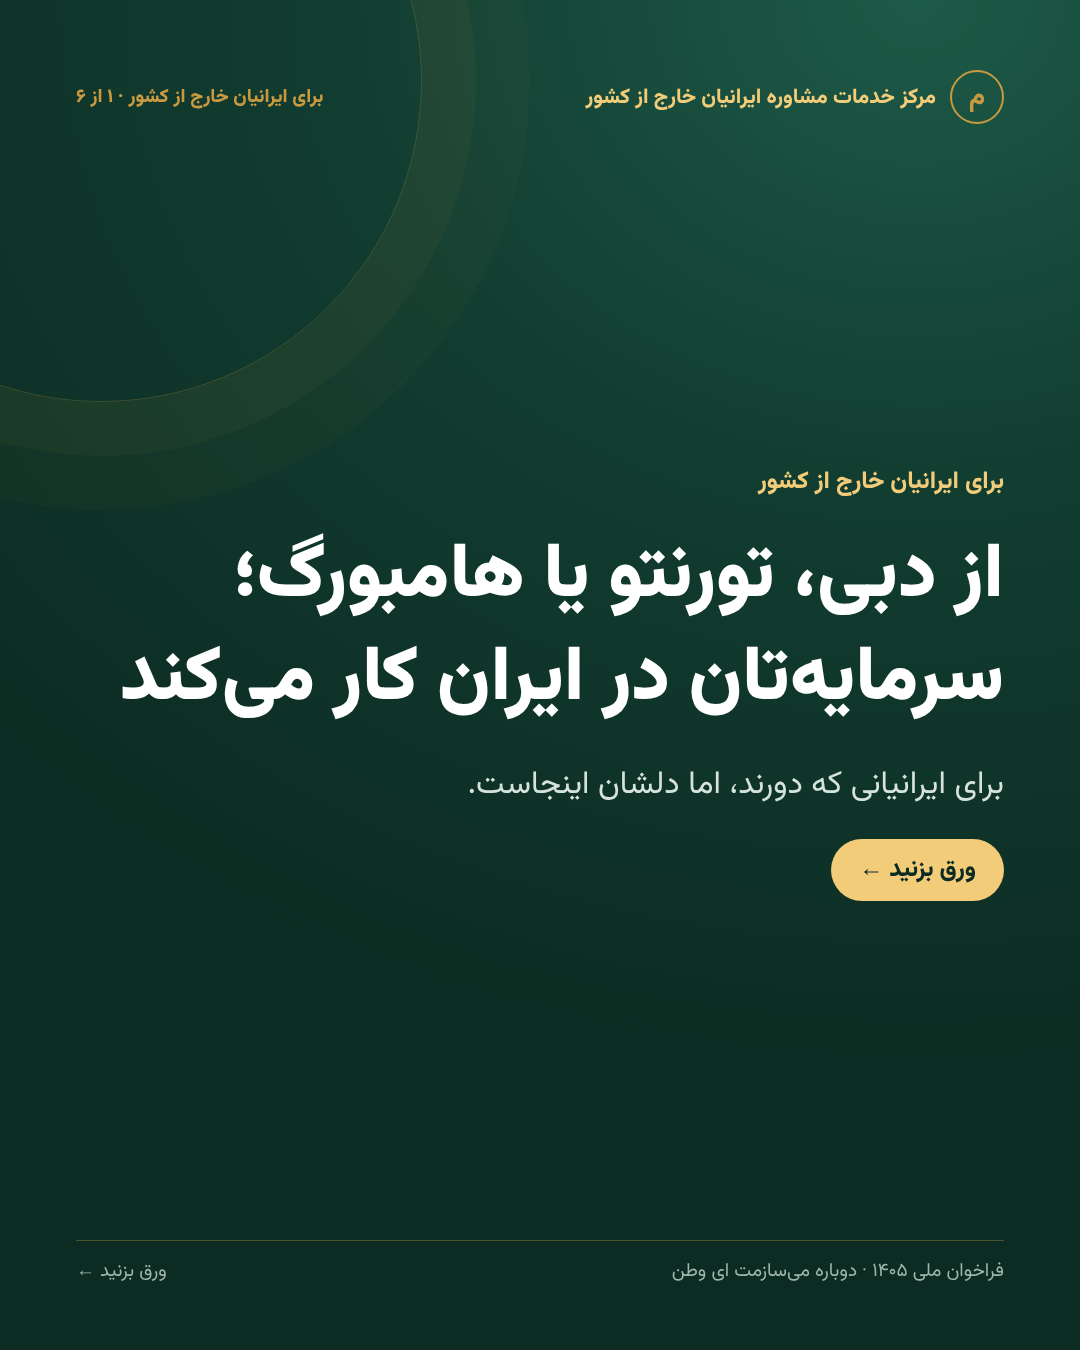 م
مرکز خدمات مشاوره ایرانیان خارج از کشور
برای ایرانیان خارج از کشور · ۱ از ۶
برای ایرانیان خارج از کشور
از دبی، تورنتو یا هامبورگ؛
سرمایه‌تان در ایران کار می‌کند
برای ایرانیانی که دورند، اما دلشان اینجاست.
ورق بزنید ←
فراخوان ملی ۱۴۰۵ · دوباره می‌سازمت ای وطن
ورق بزنید ←